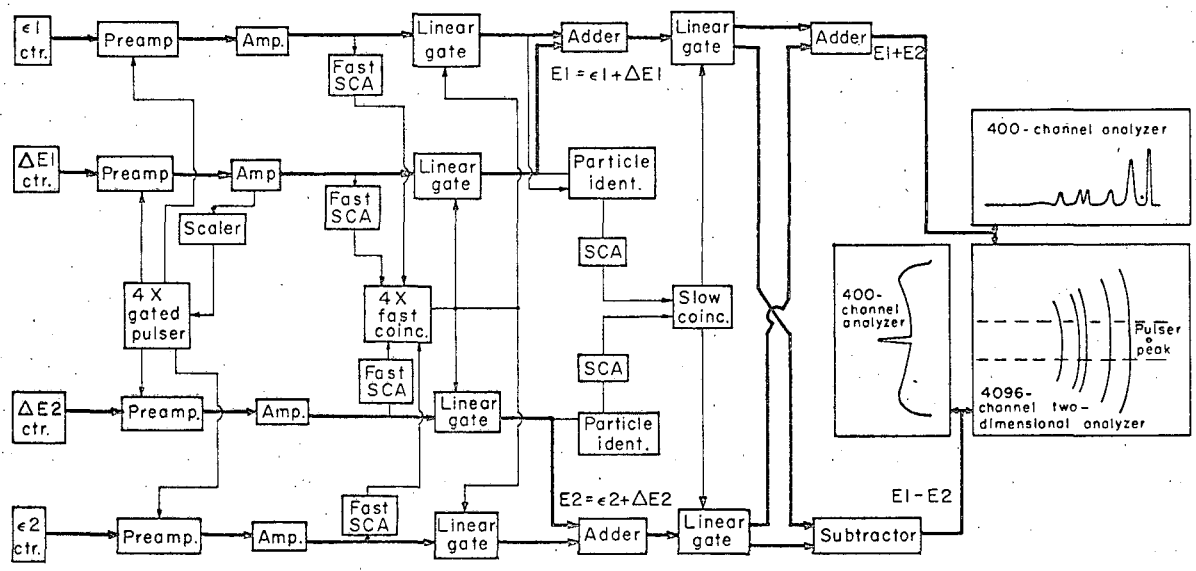 ϵ1
ctr.
Preamp
Amp.
Linear
gate
Adder
Linear
gate
Adder
Fast
SCA
E1 = ϵ1 + ΔE1
E1+E2
400-channel analyzer
ΔE1
ctr.
Preamp
Amp
Linear
gate
Particle
ident.
Fast
SCA
Scaler
SCA
4 X
gated
pulser
4X
fast
coinc.
Slow
coinc.
400-
channel
analyzer
Pulser
peak
Fast
SCA
SCA
ΔE2
ctr.
Preamp.
Amp.
Linear
gate
Particle
ident.
4096-
channel two-
dimensional analyzer
Fast
SCA
E2 = ϵ2 + ΔE2
E1 - E2
ϵ2
ctr.
Preamp.
Amp.
Linear
gate
Adder
Linear
gate
Subtractor